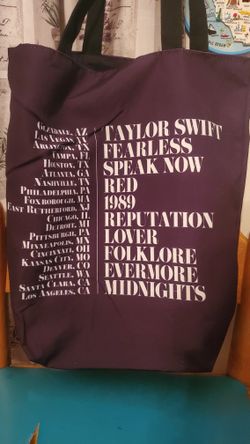 Glendale, AZ
Las Vegas, NV
Arlington, TX
Tampa, FL
Houston, TX
Atlanta, GA
Nashville, TN
Philadelphia, PA
Foxborough, MA
East Rutherford, NJ
Chicago, IL
Detroit, MI
Pittsburgh, PA
Minneapolis, MN
Cincinnati, OH
Kansas City, MO
Denver, CO
Seattle, WA
Santa Clara, CA
Los Angeles, CA
TAYLOR SWIFT
FEARLESS
SPEAK NOW
RED
1989
REPUTATION
LOVER
FOLKLORE
EVERMORE
MIDNIGHTS